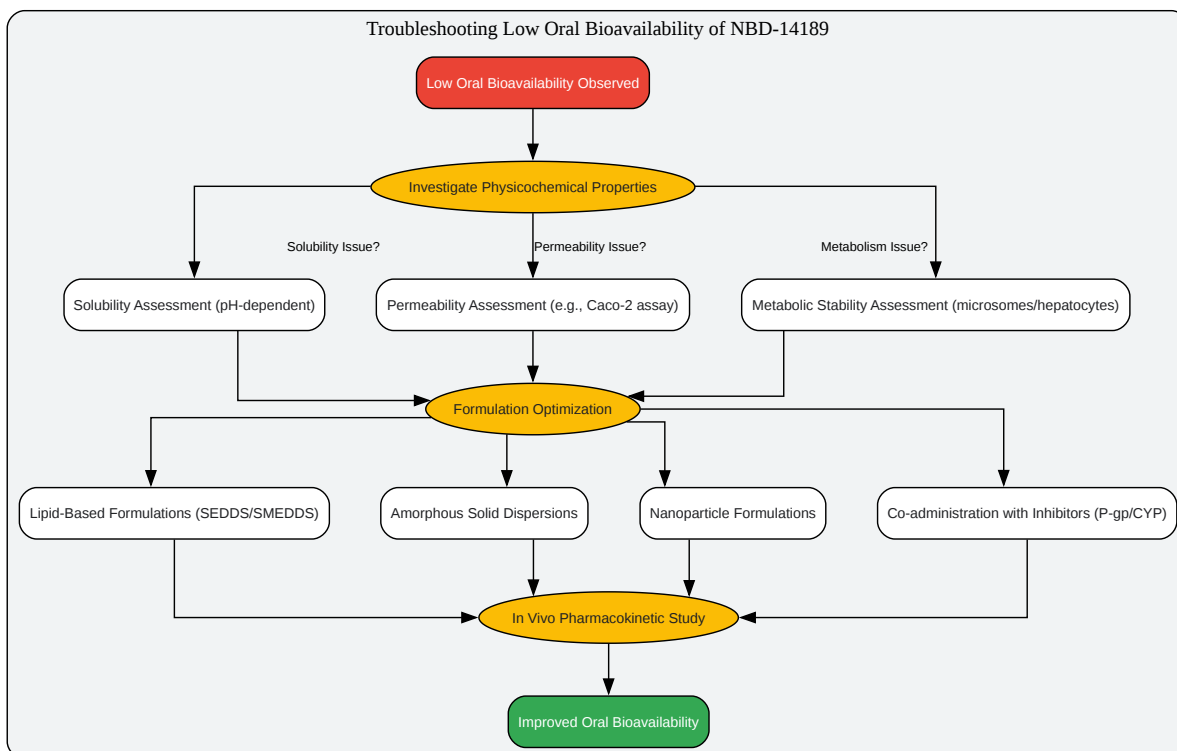 Troubleshooting Low Oral Bioavailability of NBD-14189
Low Oral Bioavailability Observed
Investigate Physicochemical Properties
Solubility Issue?
Permeability Issue?
Metabolism Issue?
Solubility Assessment (pH-dependent)
Permeability Assessment (e.g., Caco-2 assay)
Metabolic Stability Assessment (microsomes/hepatocytes)
Formulation Optimization
Lipid-Based Formulations (SEDDS/SMEDDS)
Amorphous Solid Dispersions
Nanoparticle Formulations
Co-administration with Inhibitors (P-gp/CYP)
In Vivo Pharmacokinetic Study
Improved Oral Bioavailability